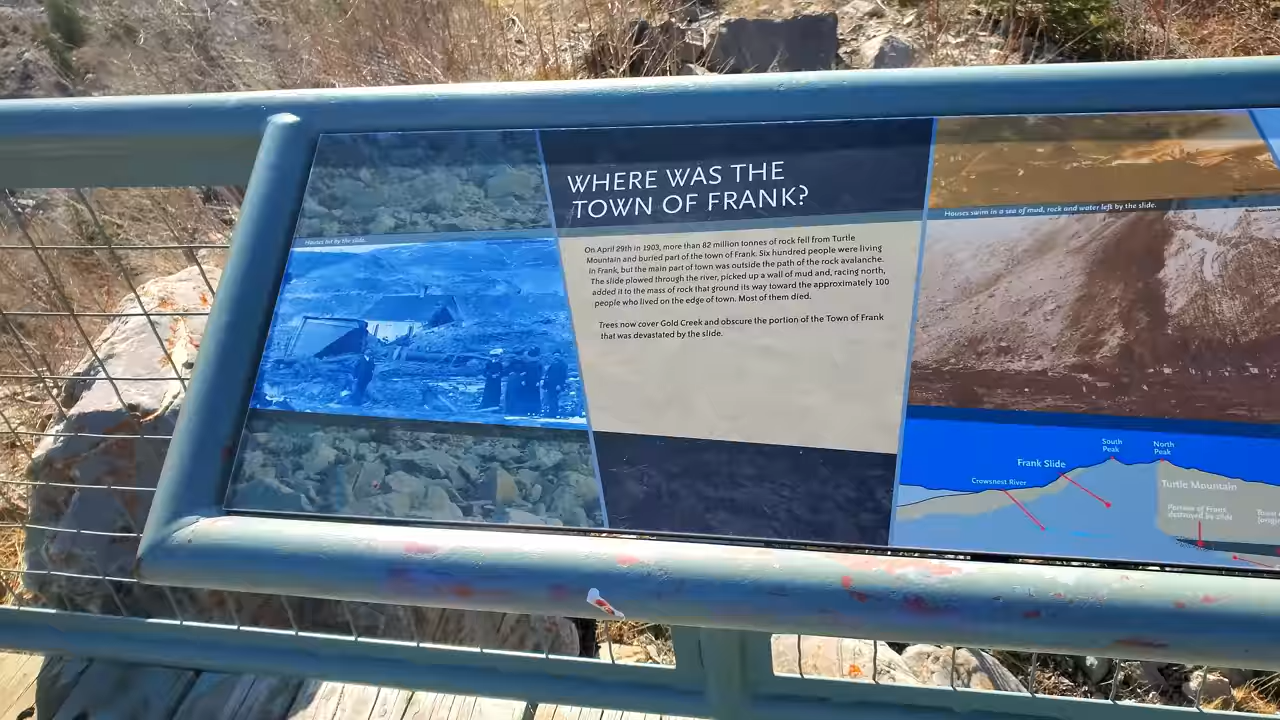 Houses hit by the slide.
WHERE WAS THE
TOWN OF FRANK?
On April 29th in 1903, more than 82 million tonnes of rock fell from Turtle
Mountain and buried part of the town of Frank. Six hundred people were living
in Frank, but the main part of town was outside the path of the rock avalanche.
The slide plowed through the river, picked up a wall of mud and, racing north,
added it to the mass of rock that ground its way toward the approximately 100
people who lived on the edge of town. Most of them died.
Trees now cover Gold Creek and obscure the portion of the Town of Frank
that was devastated by the slide.
Houses swim in a sea of mud, rock and water left by the slide.
South
Peak
North
Peak
Frank Slide
Crowsnest River
Turtle Mountain
Portion of Frank
destroyed by slide